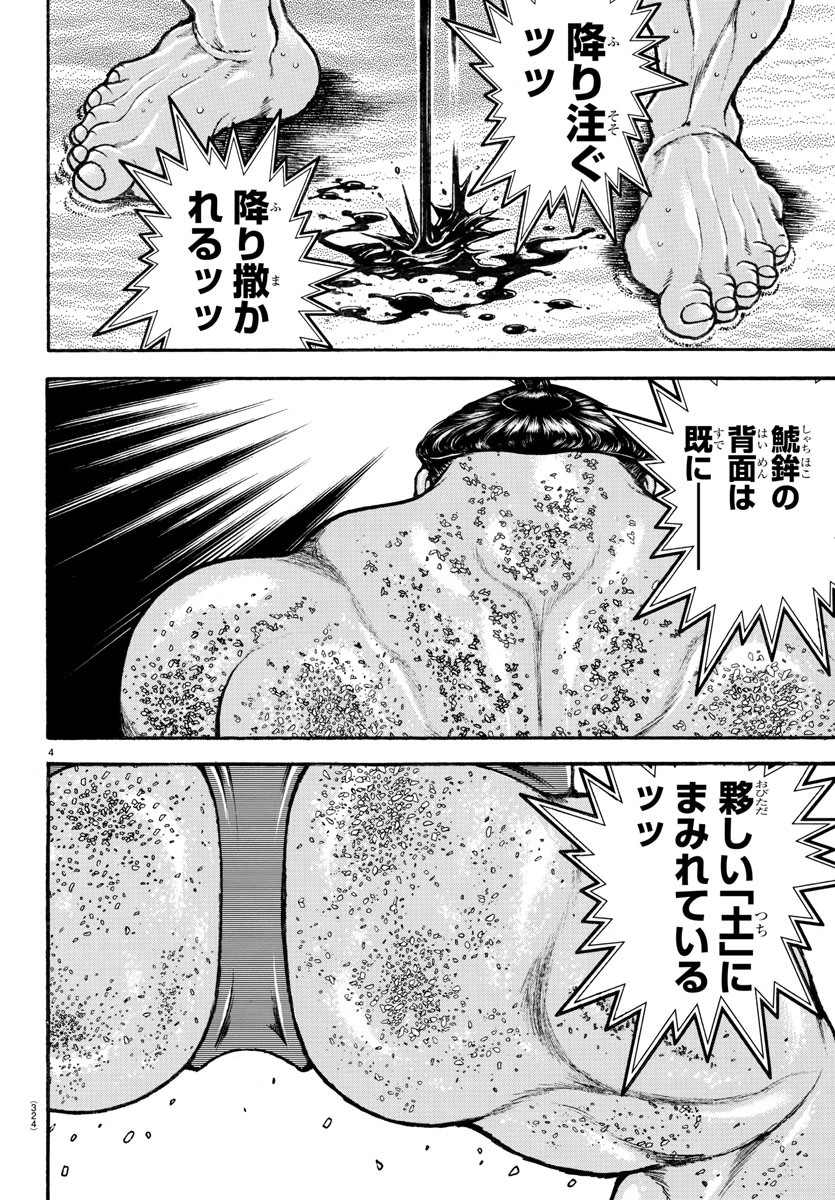 降り注ぐ
ッッ
降り撒か
れるッッ
鯱鉾の
背面は
既に――
4
夥しい「土」に
まみれている
ッッ
(324)